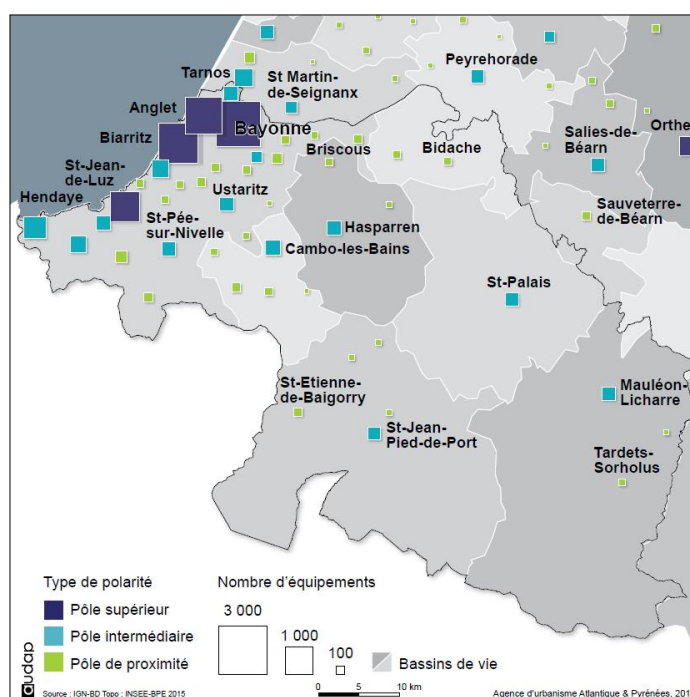 Tarnos
St Martin-
de-Seignanx
Peyrehorade
Anglet
Bayonne
Biarritz
Briscous
Bidache
Salies-de-
Béarn
Orthe
St-Jean-
de-Luz
Hendaye
Ustaritz
St-Pée-
sur-Nivelle
Hasparren
Sauveterre-
de-Béarn
Cambo-les-Bains
St-Palais
St-Etienne-
de-Baigorry
Mauléon-
Licharre
St-Jean-
Pied-de-Port
Tardets-
Sorholus
Type de polarité
Pôle supérieur
Pôle intermédiaire
Pôle de proximité
Nombre d'équipements
3 000
1 000
100
Bassins de vie
audap
Source : IGN-BD Topo : INSEE-BPE 2015
0 5 10 km
Agence d'urbanisme Atlantique & Pyrénées, 201